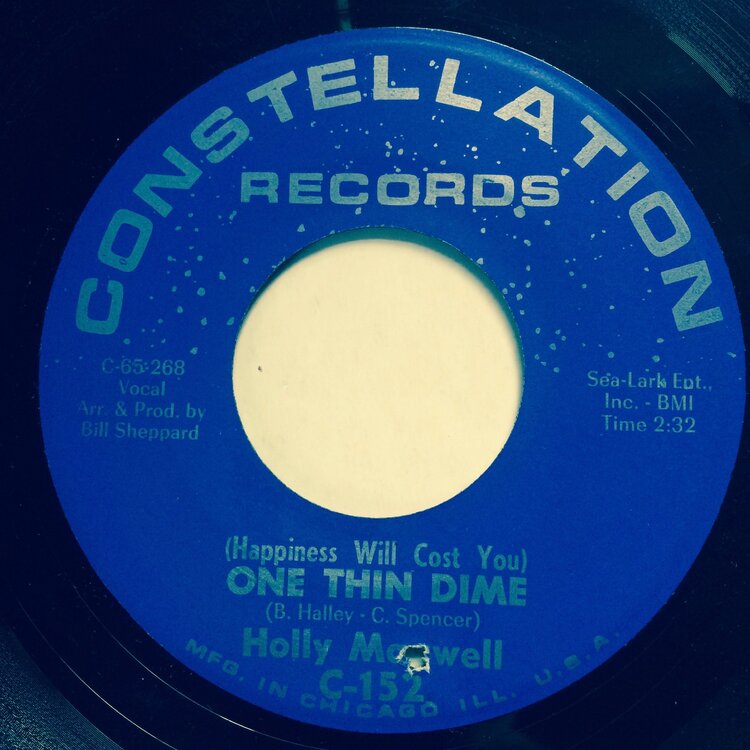 CONSTELLATION
RECORDS
C-65-268
Vocal
Arr. & Prod. by
Bill Sheppard
Sea-Lark Ent.,
Inc. - BMI
Time 2:32
(Happiness Will Cost You)
ONE THIN DIME
(B. Halley - C. Spencer)
Holly
C-152
MFG. IN CHICAGO ILL. U.S.A.